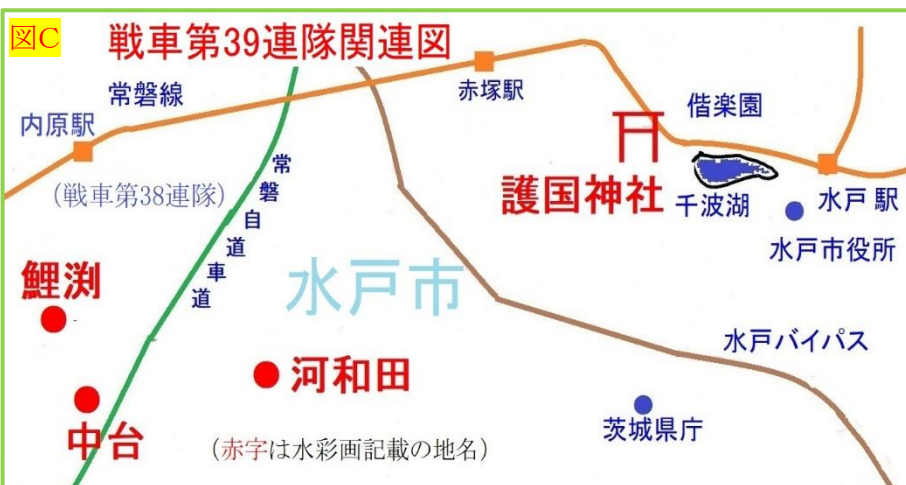 図C
戦車第39連隊関連図
常磐線
赤塚駅
偕楽園
内原駅
(戦車第38連隊)
常磐自道車道
護国神社
千波湖
水戸駅
水戸市役所
鯉渕
水戸市
水戸バイパス
河和田
中台
(赤字は水彩画記載の地名)
茨城県庁